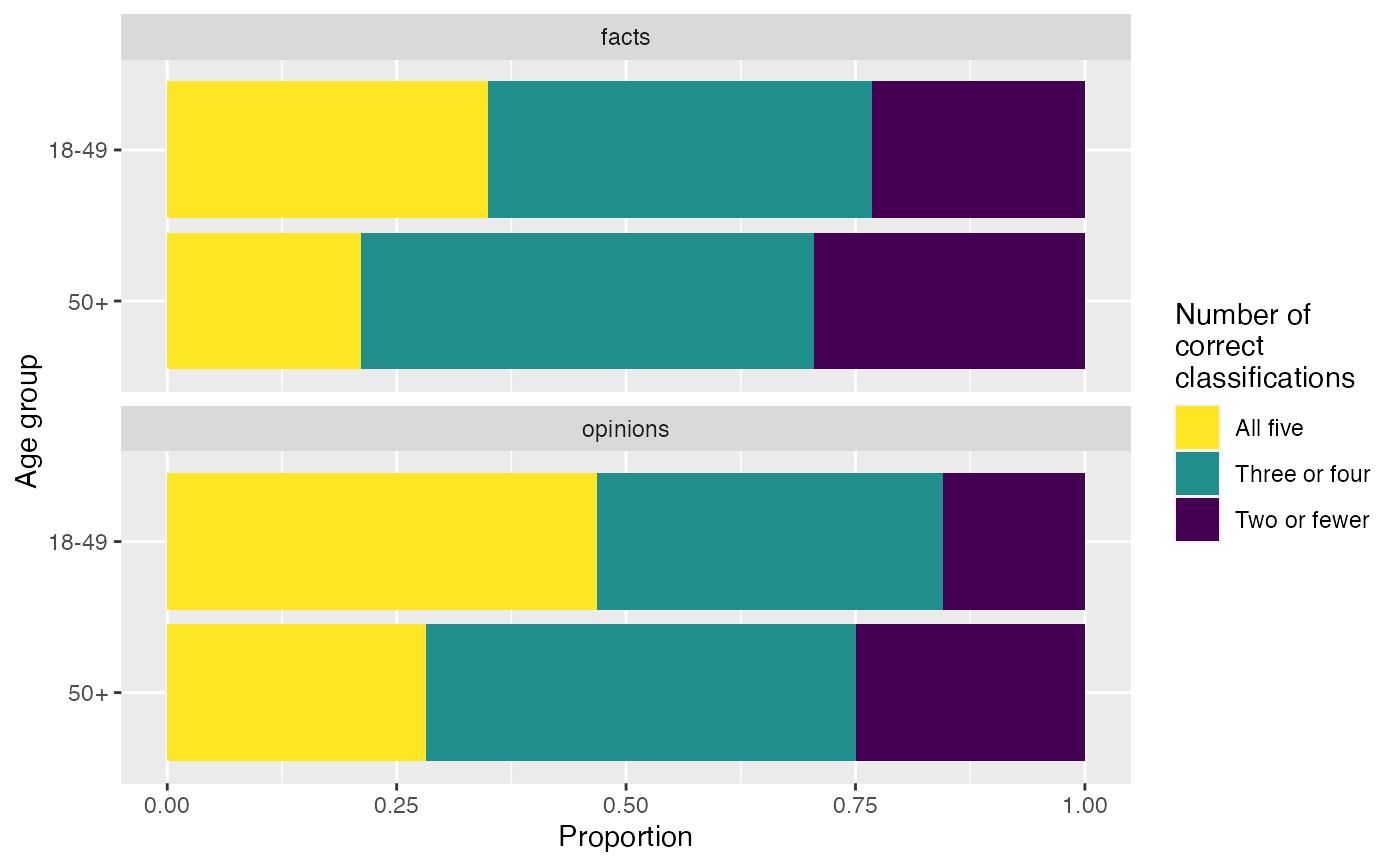 facts
18-49
50+
opinions
18-49
50+
Age group
0.00
0.25
0.50
0.75
1.00
Proportion
Number of
correct
classifications
All five
Three or four
Two or fewer